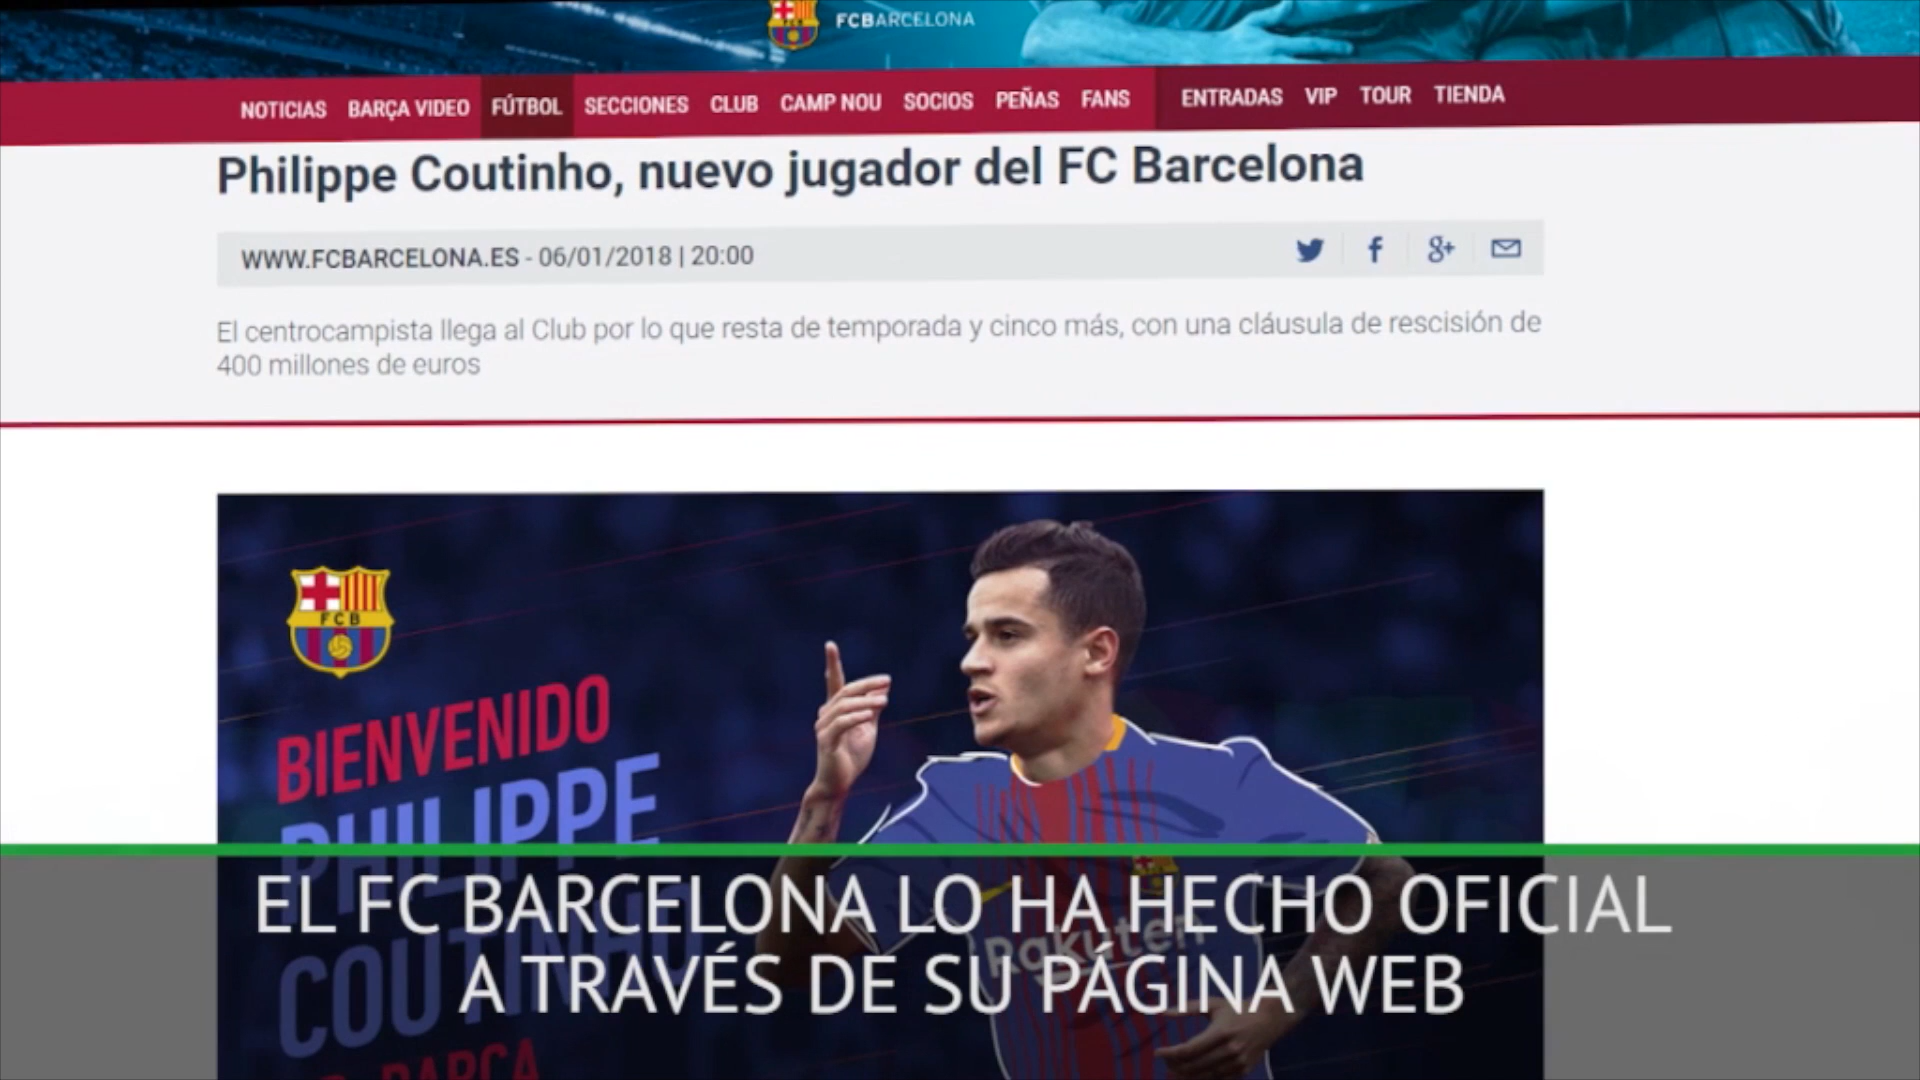 FCBARCELONA
NOTICIAS BARÇA VIDEO FÚTBOL SECCIONES CLUB CAMP NOU SOCIOS PEÑAS FANS ENTRADAS VIP TOUR TIENDA
Philippe Coutinho, nuevo jugador del FC Barcelona
WWW.FCBARCELONA.ES - 06/01/2018 | 20:00
El centrocampista llega al Club por lo que resta de temporada y cinco más, con una cláusula de rescisión de
400 millones de euros
FCB
BIENVENIDO
PHILIPPE
COUTINHO
BARÇA
Rakuten
EL FC BARCELONA LO HA HECHO OFICIAL
A TRAVÉS DE SU PÁGINA WEB